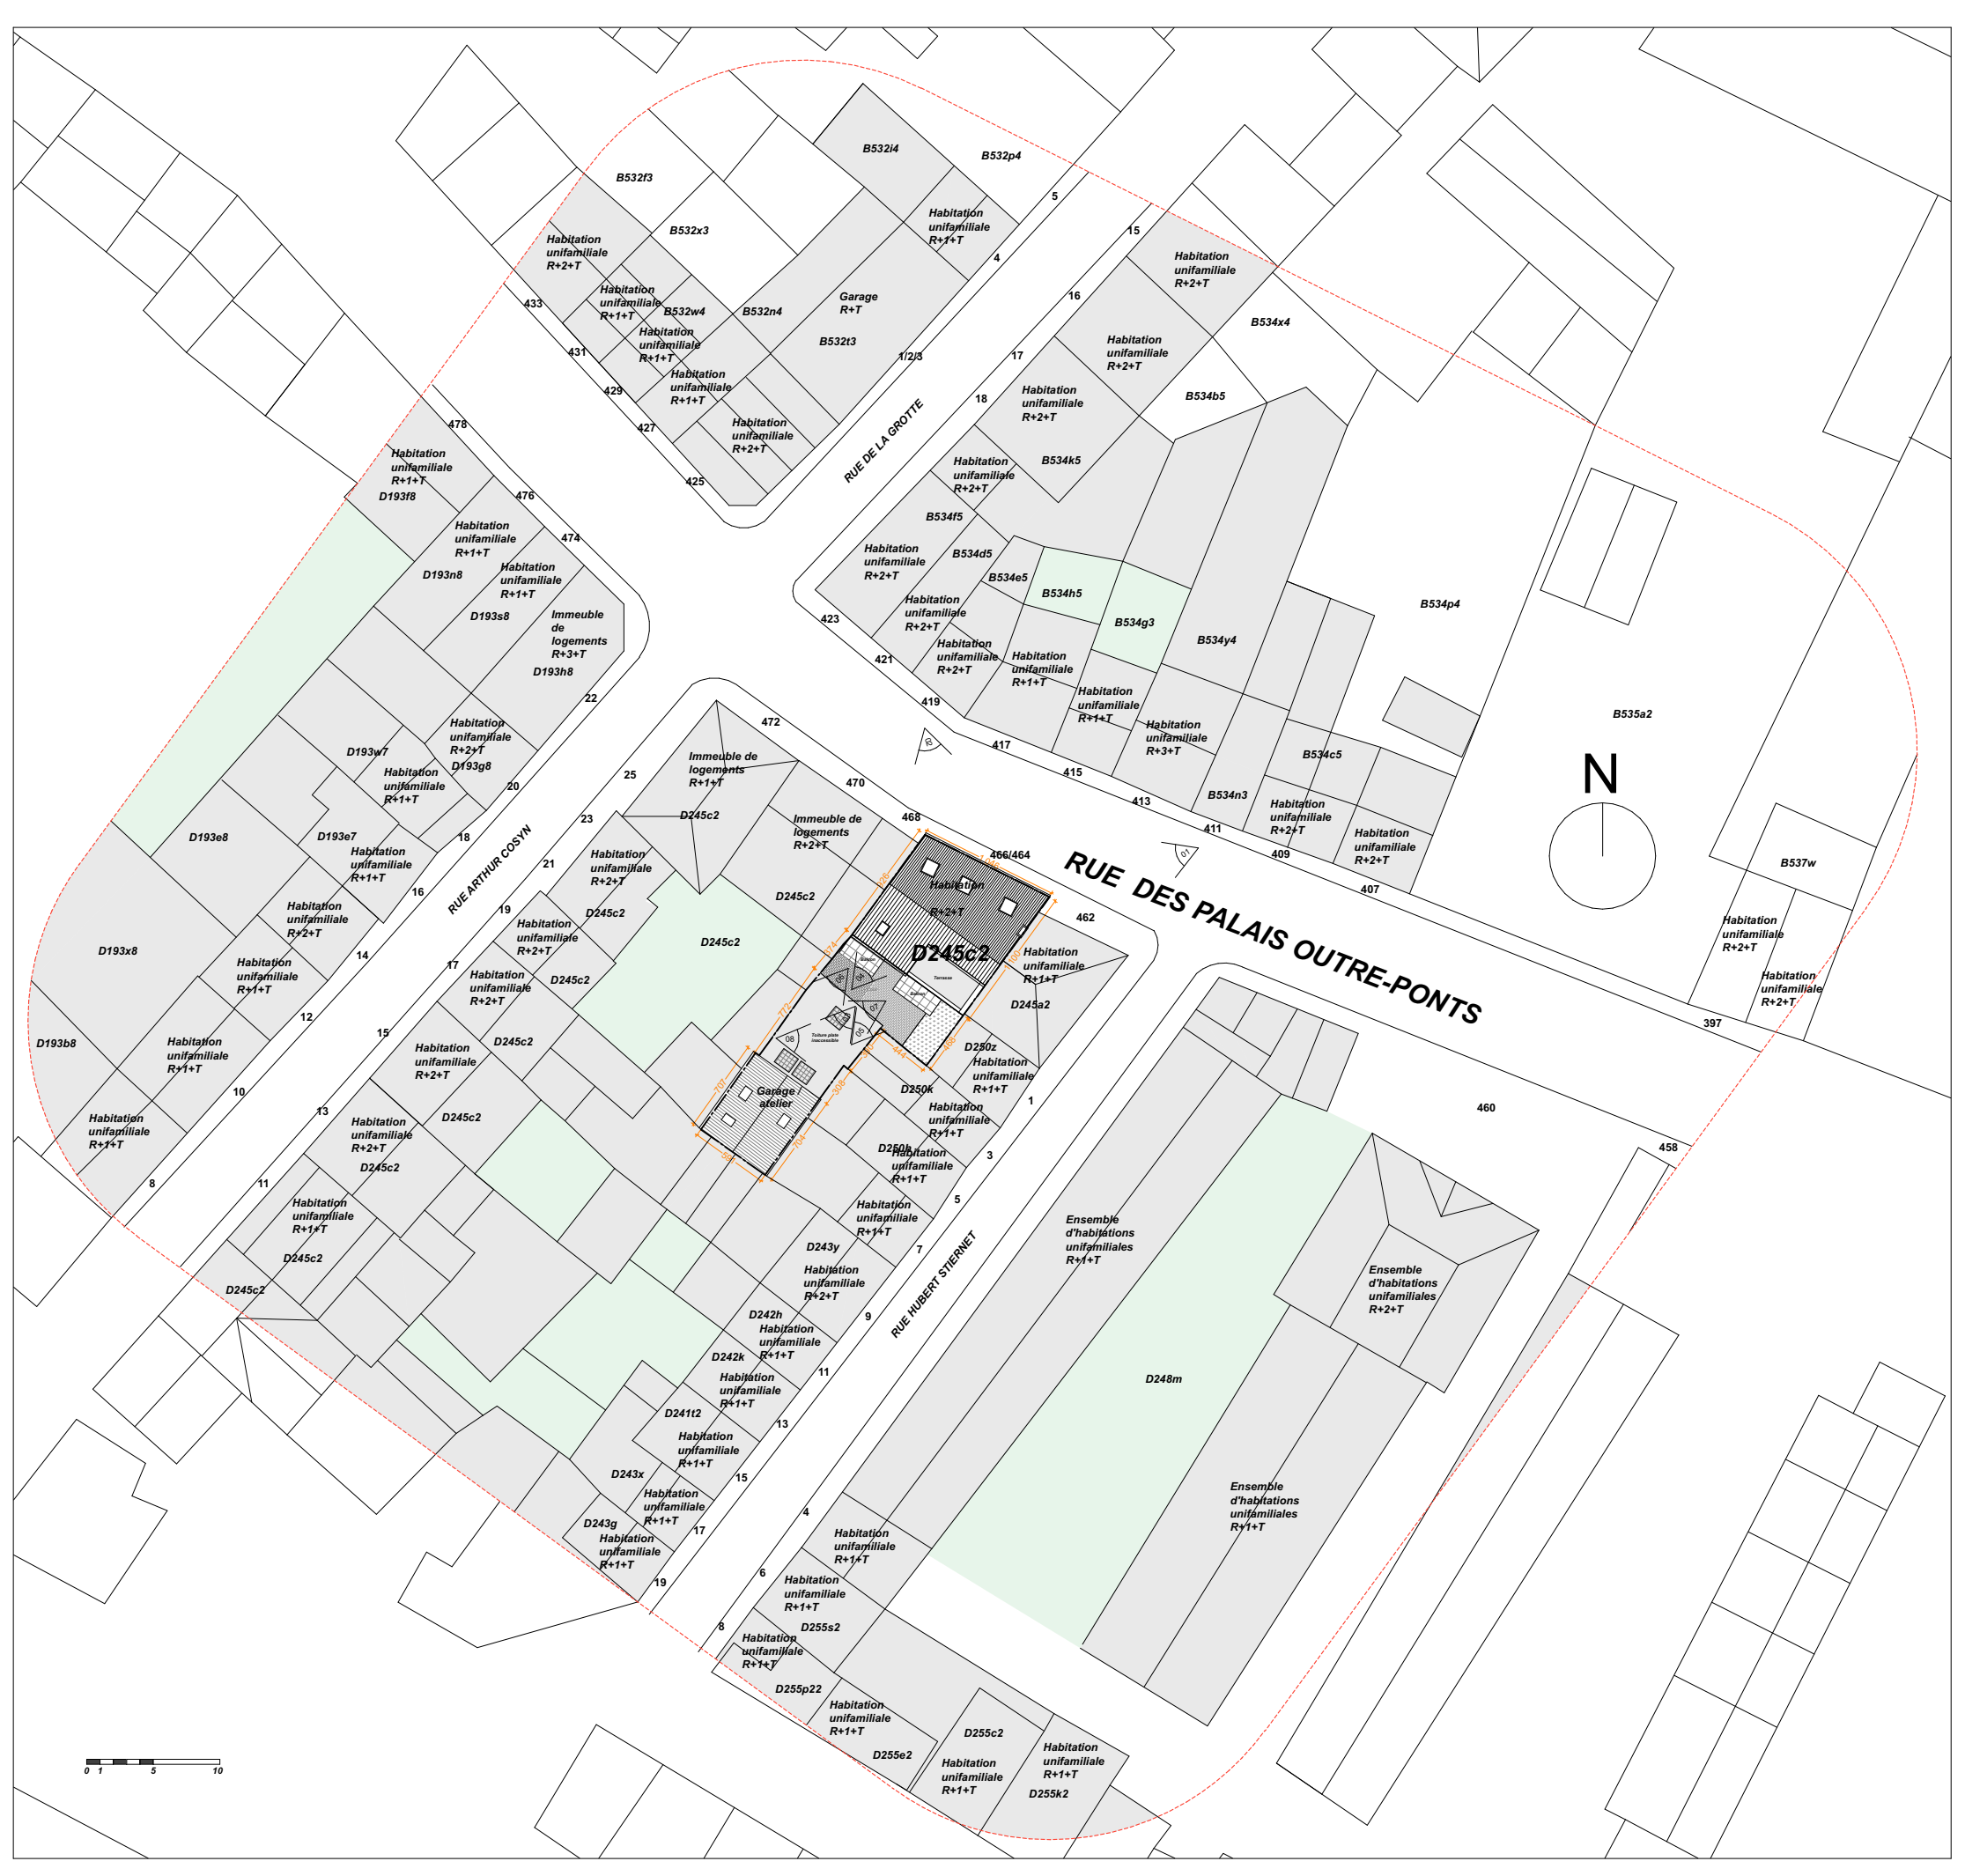 B532i4
B532p4
B532f3
5
Habitation
unifamiliale
R+1+T
B532x3
15
Habitation
unifamiliale
R+2+T
4
Habitation
unifamiliale
R+2+T
433
Habitation
unifamiliale
R+1+T
B532w4
B532n4
Garage
R+T
B532t3
16
B534x4
431
Habitation
unifamiliale
R+1+T
1/2/3
17
Habitation
unifamiliale
R+2+T
429
Habitation
unifamiliale
R+1+T
18
Habitation
unifamiliale
R+2+T
B534b5
427
Habitation
unifamiliale
R+2+T
RUE DE LA GROTTE
425
478
Habitation
unifamiliale
R+1+T
D193f8
476
Habitation
unifamiliale
R+2+T
B534k5
B534f5
474
Habitation
unifamiliale
R+1+T
D193n8
Habitation
unifamiliale
R+1+T
D193s8
Immeuble
de
logements
R+3+T
D193h8
22
Habitation
unifamiliale
R+2+T
B534d5
B534e5
B534h5
B534g3
B534y4
B534p4
423
Habitation
unifamiliale
R+2+T
421
Habitation
unifamiliale
R+2+T
Habitation
unifamiliale
R+1+T
419
Habitation
unifamiliale
R+1+T
Habitation
unifamiliale
R+3+T
B534c5
B535a2
N
417
415
413
B534n3
411
Habitation
unifamiliale
R+2+T
Habitation
unifamiliale
R+2+T
409
407
472
470
468
466/464
462
Immeuble de
logements
R+1+T
D245c2
Immeuble de
logements
R+2+T
D245c2
25
23
21
19
17
15
13
11
Habitation
unifamiliale
R+2+T
D193g8
D193w7
Habitation
unifamiliale
R+1+T
20
18
D193e8
D193e7
Habitation
unifamiliale
R+1+T
16
RUE ARTHUR COSYN
Habitation
unifamiliale
R+2+T
14
D193x8
Habitation
unifamiliale
R+1+T
12
D193b8
Habitation
unifamiliale
R+1+T
10
Habitation
unifamiliale
R+1+T
8
Habitation
unifamiliale
R+2+T
D245c2
D245c2
Habitation
unifamiliale
R+2+T
D245c2
Habitation
unifamiliale
R+2+T
D245c2
Habitation
unifamiliale
R+2+T
D245c2
Habitation
unifamiliale
R+2+T
D245c2
Habitation
unifamiliale
R+1+T
D245c2
D245c2
Habitation
R+2+T
D245c2
Terrasse
Toiture plate
inaccessible
03
01
08
05
07
772
707
704
308
444
Garage
atelier
RUE DES PALAIS OUTRE-PONTS
B537w
Habitation
unifamiliale
R+2+T
Habitation
unifamiliale
R+2+T
397
460
458
Habitation
unifamiliale
R+1+T
D245a2
D250z
Habitation
unifamiliale
R+1+T
1
D250k
Habitation
unifamiliale
R+1+T
3
D250h
Habitation
unifamiliale
R+1+T
5
Habitation
unifamiliale
R+1+T
7
D243y
Habitation
unifamiliale
R+2+T
9
RUE HUBERT STIERNET
D242h
Habitation
unifamiliale
R+1+T
11
D242k
Habitation
unifamiliale
R+1+T
13
D241t2
Habitation
unifamiliale
R+1+T
15
D243x
Habitation
unifamiliale
R+1+T
17
D243g
Habitation
unifamiliale
R+1+T
19
Ensemble
d'habitations
unifamiliales
R+1+T
Ensemble
d'habitations
unifamiliales
R+2+T
D248m
Ensemble
d'habitations
unifamiliales
R+1+T
4
Habitation
unifamiliale
R+1+T
6
Habitation
unifamiliale
R+1+T
D255s2
8
Habitation
unifamiliale
R+1+T
D255p22
Habitation
unifamiliale
R+1+T
D255e2
D255c2
Habitation
unifamiliale
R+1+T
Habitation
unifamiliale
R+1+T
D255k2
0 1 5 10